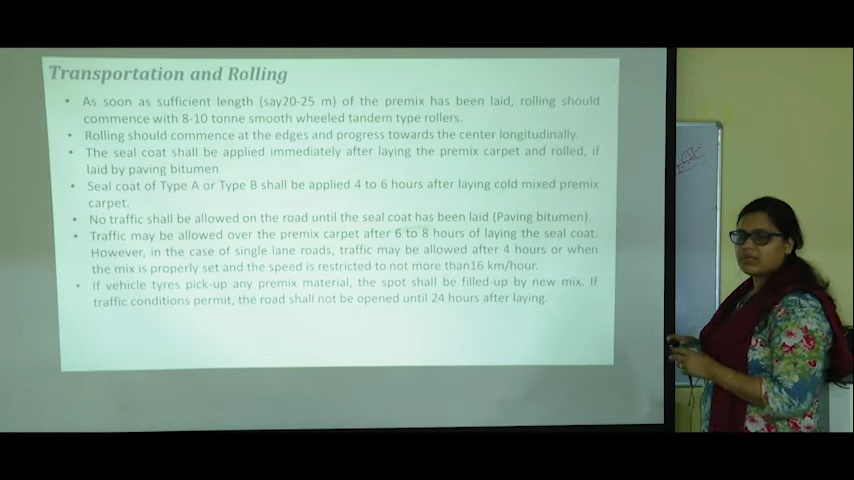 Transportation and Rolling
• As soon as sufficient length (say20-25 m) of the premix has been laid, rolling should
commence with 8-10 tonne smooth wheeled tandem type rollers.
• Rolling should commence at the edges and progress towards the center longitudinally.
• The seal coat shall be applied immediately after laying the premix carpet and rolled, if
laid by paving bitumen
• Seal coat of Type A or Type B shall be applied 4 to 6 hours after laying cold mixed premix
carpet.
• No traffic shall be allowed on the road until the seal coat has been laid (Paving bitumen).
• Traffic may be allowed over the premix carpet after 6 to 8 hours of laying the seal coat.
However, in the case of single lane roads, traffic may be allowed after 4 hours or when
the mix is properly set and the speed is restricted to not more than16 km/hour.
• If vehicle tyres pick-up any premix material, the spot shall be filled-up by new mix. If
traffic conditions permit, the road shall not be opened until 24 hours after laying.